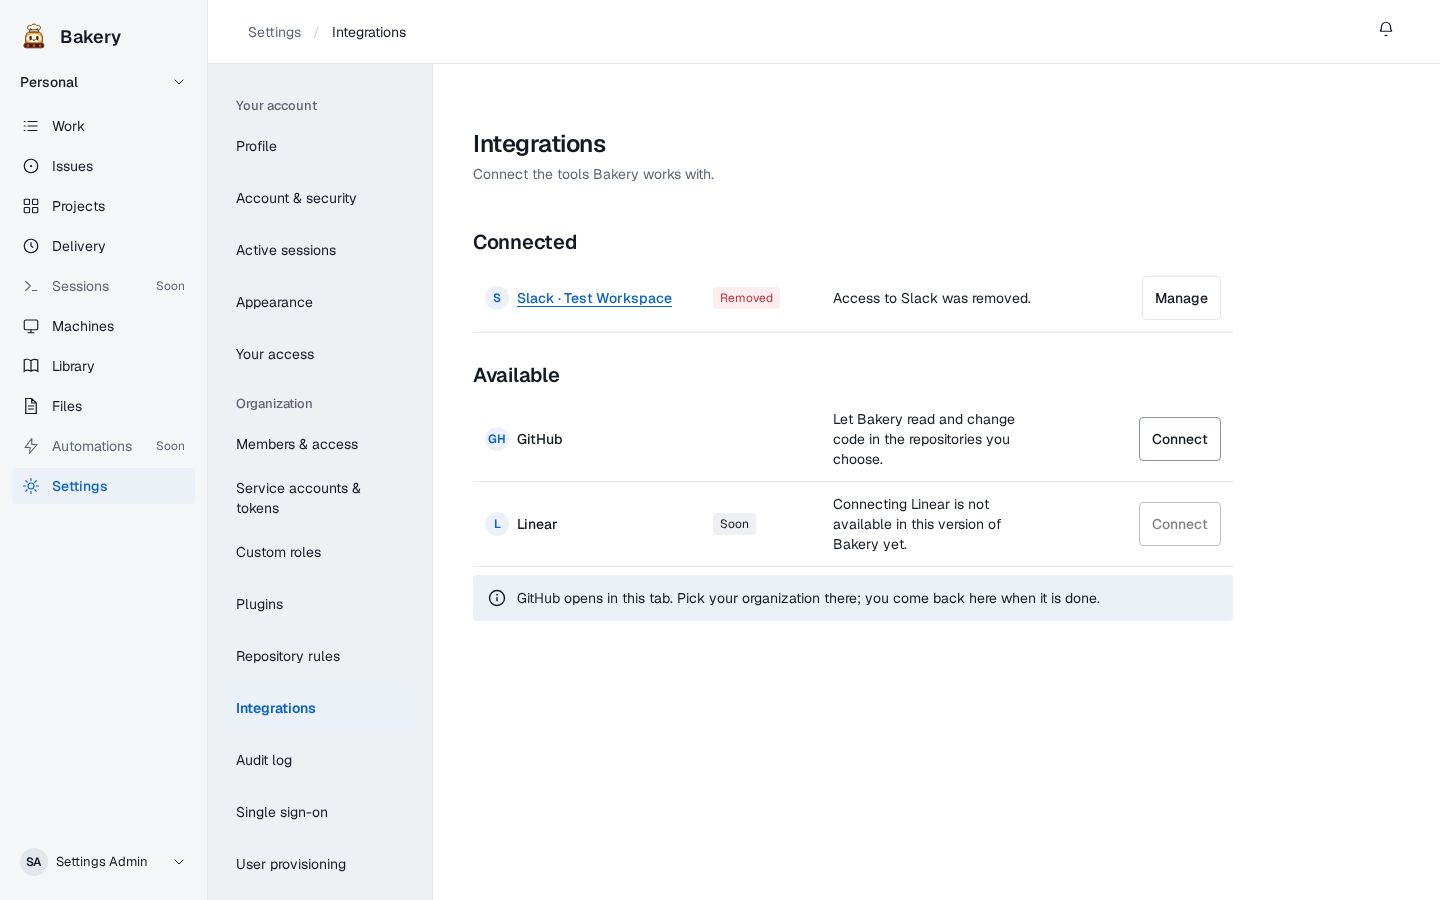 Bakery
Personal
Work
Issues
Projects
Delivery
Sessions Soon
Machines
Library
Files
Automations Soon
Settings
SA Settings Admin
Settings / Integrations
Your account
Profile
Account & security
Active sessions
Appearance
Your access
Organization
Members & access
Service accounts &
tokens
Custom roles
Plugins
Repository rules
Integrations
Audit log
Single sign-on
User provisioning
Integrations
Connect the tools Bakery works with.
Connected
S Slack · Test Workspace Removed Access to Slack was removed. Manage
Available
GH GitHub Let Bakery read and change
code in the repositories you
choose.
Connect
L Linear Soon Connecting Linear is not
available in this version of
Bakery yet.
Connect
GitHub opens in this tab. Pick your organization there; you come back here when it is done.